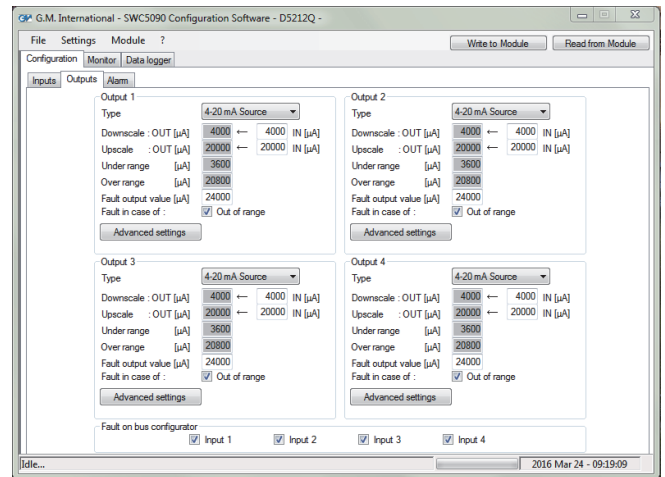 G.M. International - SWC5090 Configuration Software - D5212Q -
File Settings Module ? Write to Module Read from Module
Configuration Monitor Data logger
Inputs Outputs Alarm
Output 1
Type 4-20 mA Source
Downscale : OUT [µA] 4000 ← 4000 IN [µA]
Upscale : OUT [µA] 20000 ← 20000 IN [µA]
Under range [µA] 3600
Over range [µA] 20800
Fault output value [µA] 24000
Fault in case of : Out of range
Advanced settings
Output 2
Type 4-20 mA Source
Downscale : OUT [µA] 4000 ← 4000 IN [µA]
Upscale : OUT [µA] 20000 ← 20000 IN [µA]
Under range [µA] 3600
Over range [µA] 20800
Fault output value [µA] 24000
Fault in case of : Out of range
Advanced settings
Output 3
Type 4-20 mA Source
Downscale : OUT [µA] 4000 ← 4000 IN [µA]
Upscale : OUT [µA] 20000 ← 20000 IN [µA]
Under range [µA] 3600
Over range [µA] 20800
Fault output value [µA] 24000
Fault in case of : Out of range
Advanced settings
Output 4
Type 4-20 mA Source
Downscale : OUT [µA] 4000 ← 4000 IN [µA]
Upscale : OUT [µA] 20000 ← 20000 IN [µA]
Under range [µA] 3600
Over range [µA] 20800
Fault output value [µA] 24000
Fault in case of : Out of range
Advanced settings
Fault on bus configurator
Input 1 Input 2 Input 3 Input 4
Idle... 2016 Mar 24 - 09:19:09